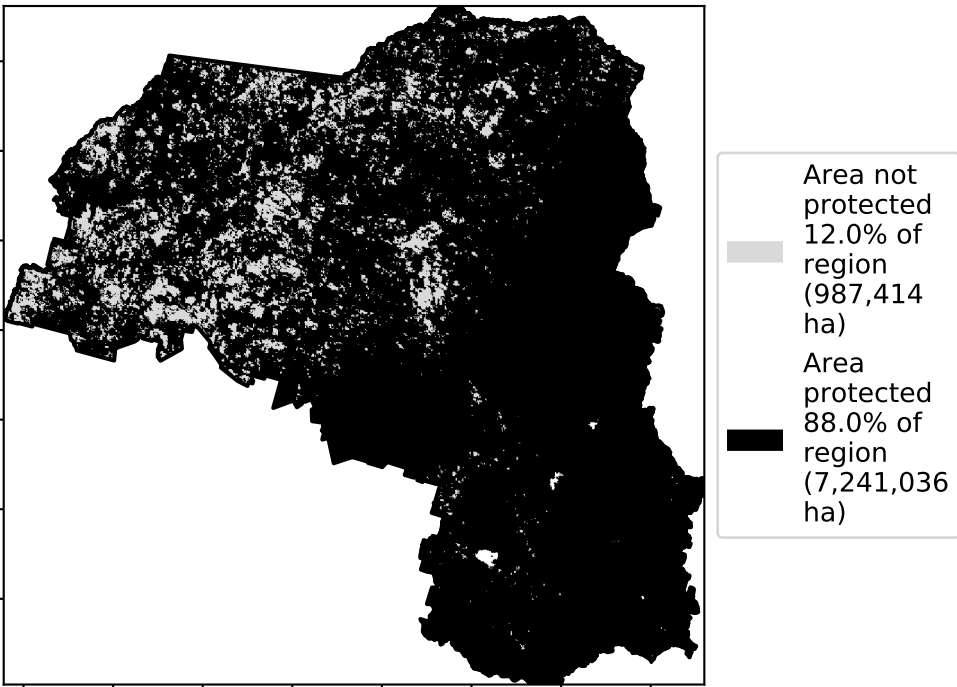 Area not
protected
12.0% of
region
(987,414
ha)
Area
protected
88.0% of
region
(7,241,036
ha)